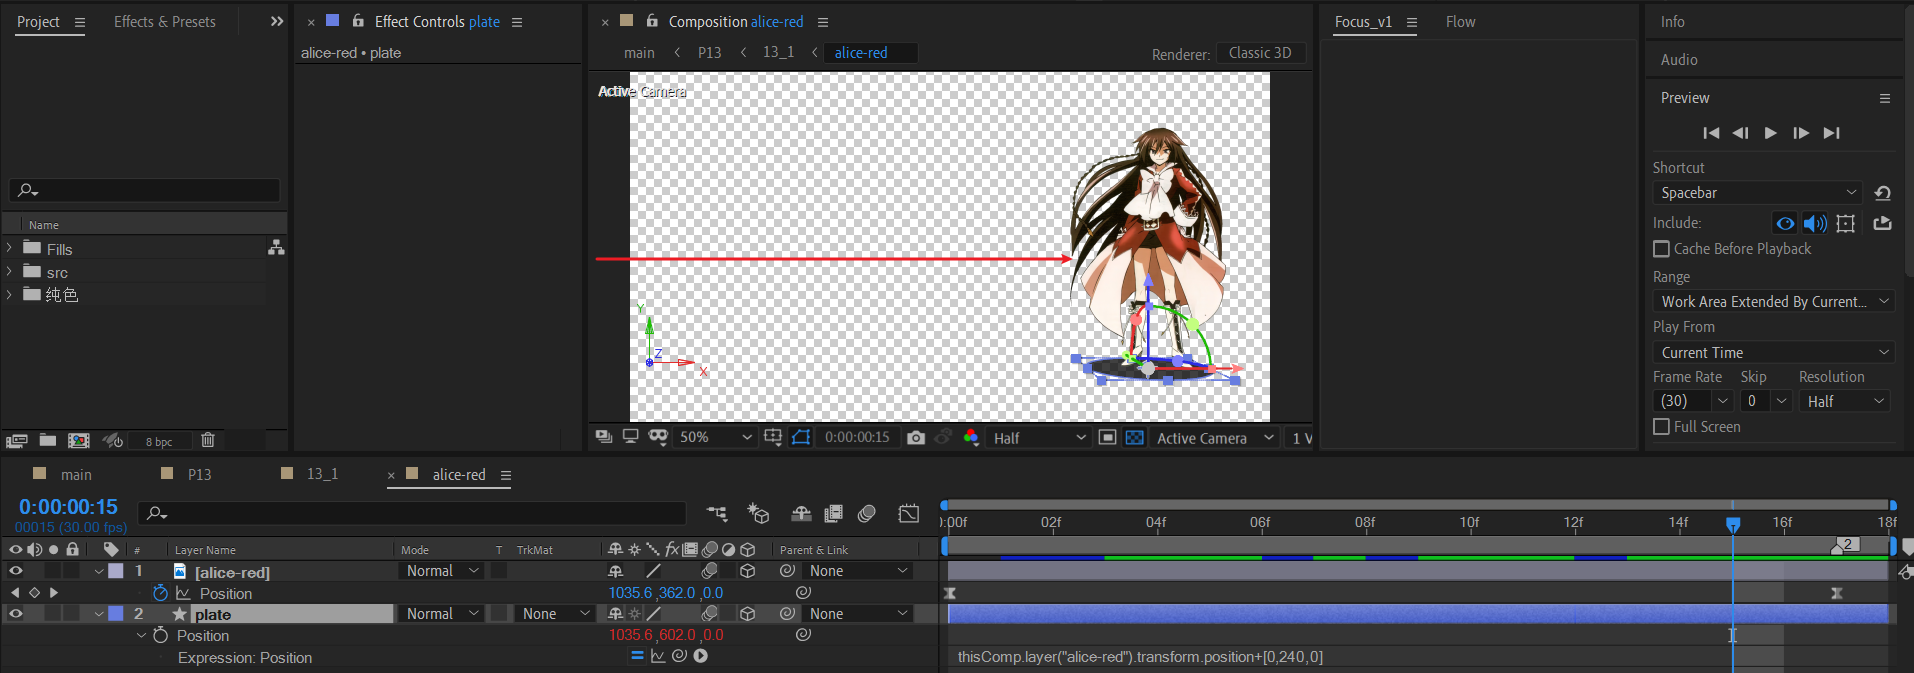 Project
Effects & Presets
Effect Controls plate
alice-red • plate
Composition alice-red
main
P13
13_1
alice-red
Renderer:
Classic 3D
Active Camera
Y
Z
X
Focus_v1
Flow
Info
Audio
Preview
Shortcut
Spacebar
Include:
Cache Before Playback
Range
Work Area Extended By Current...
Play From
Current Time
Frame Rate Skip Resolution
(30) 0 Half
Full Screen
Name
Fills
src
纯色
8 bpc
50%
0:00:00:15
Half
Active Camera
1 V
main
P13
13_1
alice-red
0:00:00:15
00015 (30.00 fps)
# Layer Name Mode T TrkMat Parent & Link
:00f 02f 04f 06f 08f 10f 12f 14f 16f 18f
2
1 [alice-red] Normal None
Position 1035.6,362.0,0.0
2 plate Normal None None
Position 1035.6,602.0,0.0
Expression: Position
thisComp.layer("alice-red").transform.position+[0,240,0]